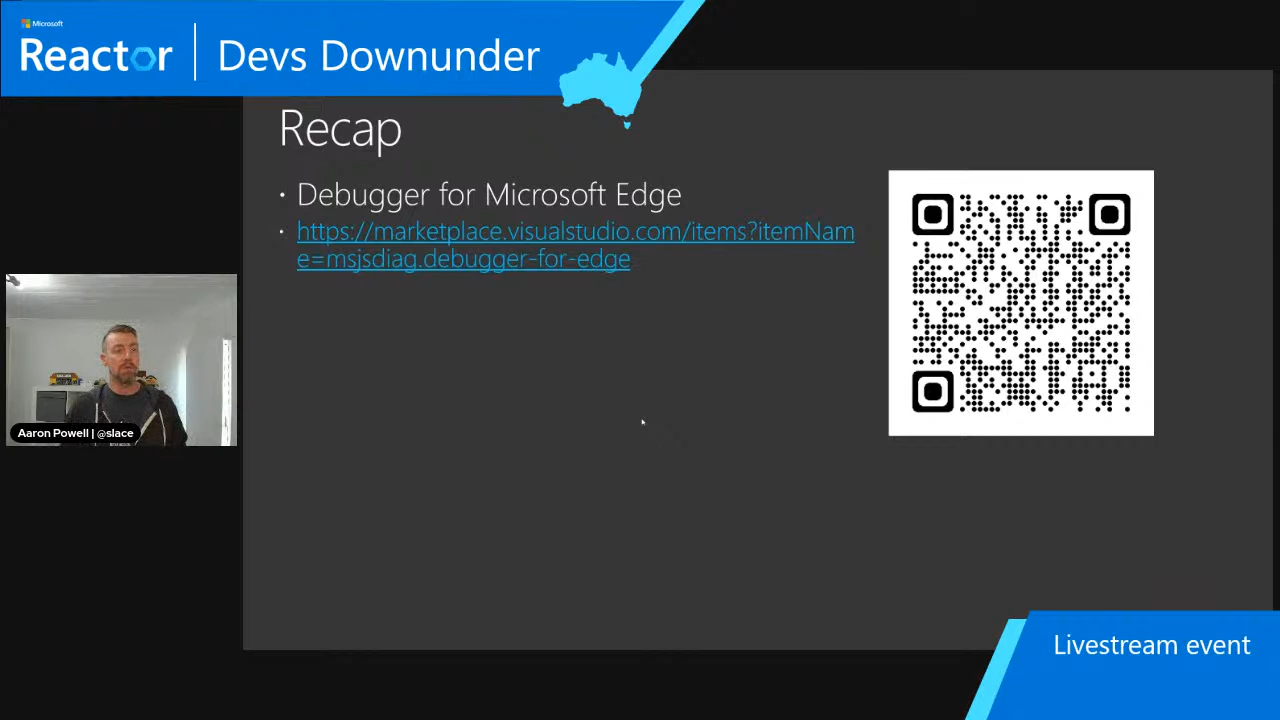 Microsoft
Reactor
Devs Downunder
Recap
• Debugger for Microsoft Edge
• https://marketplace.visualstudio.com/items?itemNam
e=msjsdiag.debugger-for-edge
Aaron Powell | @slace
Livestream event